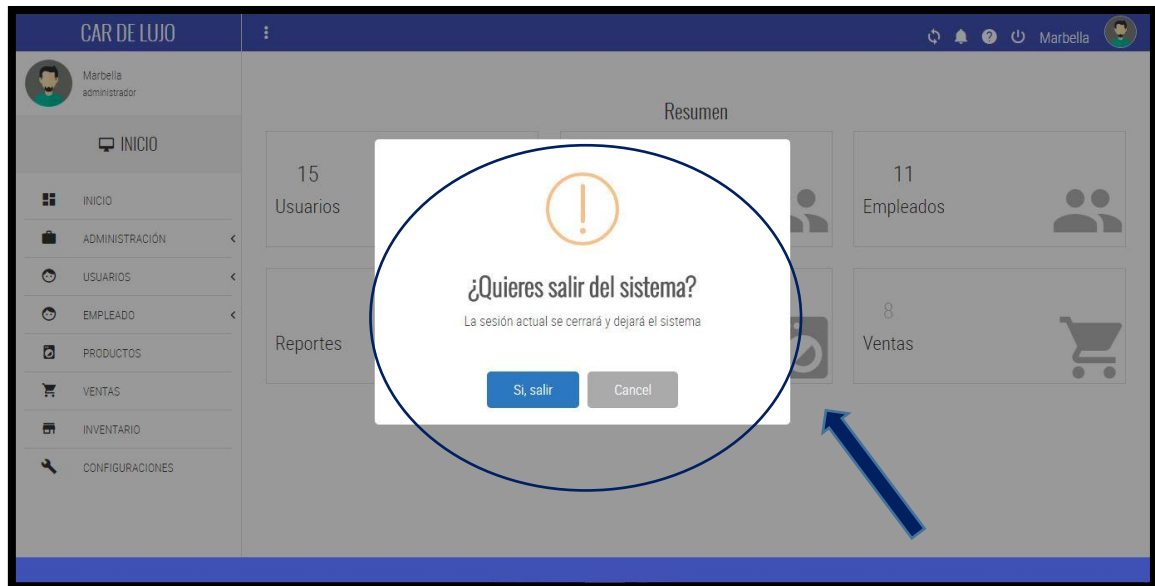 CAR DE LUJO
Marbella
Marbella
administrador
INICIO
INICIO
ADMINISTRACIÓN
USUARIOS
EMPLEADO
PRODUCTOS
VENTAS
INVENTARIO
CONFIGURACIONES
Resumen
15
Usuarios
11
Empleados
Reportes
8
Ventas
¿Quieres salir del sistema?
La sesión actual se cerrará y dejará el sistema
Si, salir
Cancel